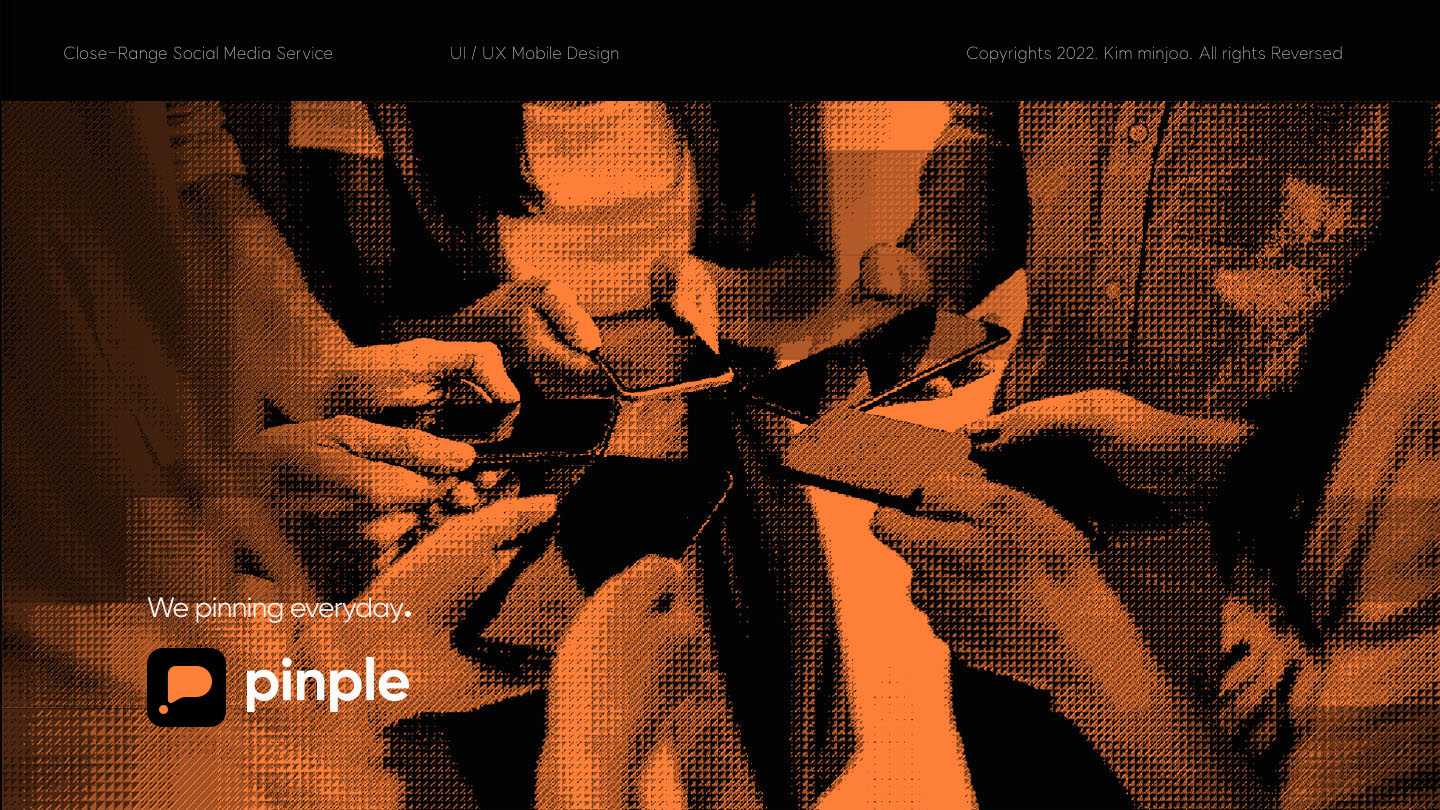 Close-Range Social Media Service
UI / UX Mobile Design
Copyrights 2022. Kim minjoo. All rights Reversed
We pinning everyday.
pinple